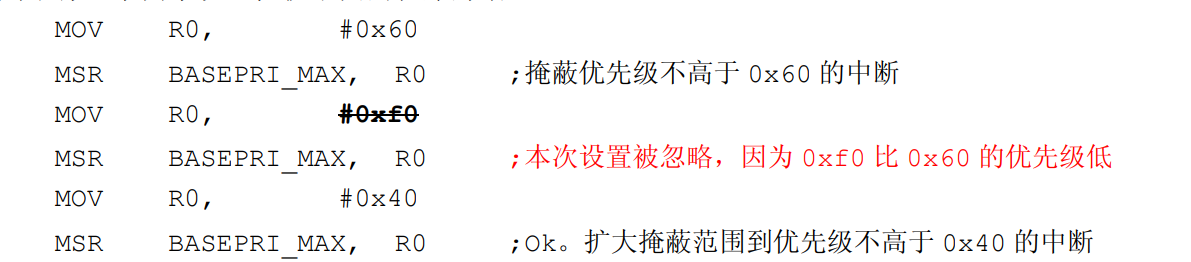 MOV R0, #0x60
MSR BASEPRI_MAX, R0 ;掩蔽优先级不高于 0x60 的中断
MOV R0, #0xf0
MSR BASEPRI_MAX, R0 ;本次设置被忽略，因为 0xf0 比 0x60 的优先级低
MOV R0, #0x40
MSR BASEPRI_MAX, R0 ;Ok。扩大掩蔽范围到优先级不高于 0x40 的中断